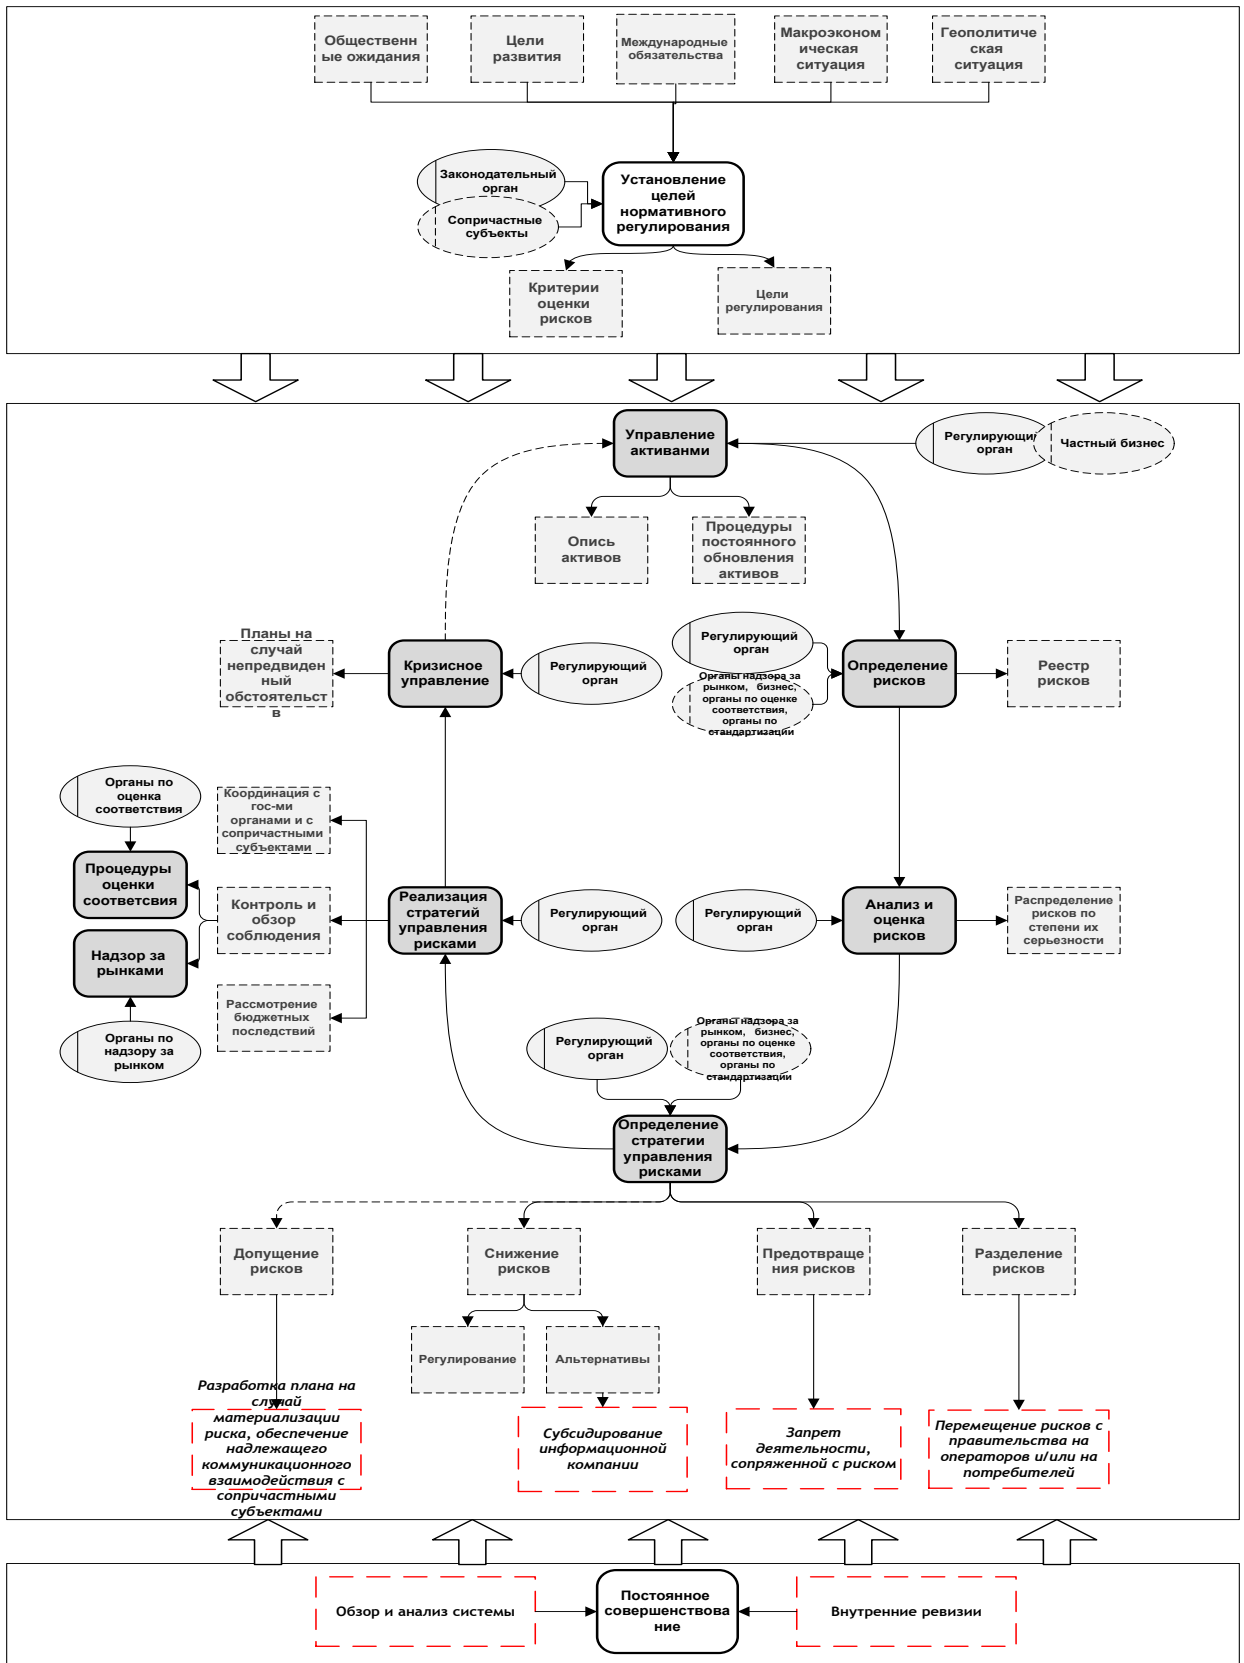 Общественн
ые ожидания
Цели
развития
Международные
обязательства
Макроэконом
ическая
ситуация
Геополитиче
ская
ситуация
Законодательный
орган
Сопричастные
субъекты
Установление
целей
нормативного
регулирования
Критерии
оценки
рисков
Цели
регулирования
Управление
активанми
Регулирующий
орган
Частный бизнес
Опись
активов
Процедуры
постоянного
обновления
активов
Планы на
случай
непредвиден
ный
обстоятельст
в
Кризисное
управление
Регулирующий
орган
Регулирующий
орган
Органы надзора за
рынком, бизнес,
органы по оценке
соответствия,
органы по
стандартизации
Определение
рисков
Реестр
рисков
Органы по
оценка
соответствия
Координация с
гос-ми
органами и с
сопричастными
субъектами
Процедуры
оценки
соответсвия
Контроль и
обзор
соблюдения
Надзор за
рынками
Рассмотрение
бюджетных
последствий
Органы по
надзору за
рынком
Реализация
стратегий
управления
рисками
Регулирующий
орган
Регулирующий
орган
Анализ и
оценка
рисков
Распределение
рисков по
степени их
серьезности
Регулирующий
орган
Органы надзора за
рынком, бизнес,
органы по оценке
соответствия,
органы по
стандартизации
Определение
стратегии
управления
рисками
Допущение
рисков
Снижение
рисков
Предотвраще
ния рисков
Разделение
рисков
Регулирование
Альтернативы
Разработка плана на
случай
материализации
риска, обеспечение
надлежащего
коммуникационного
взаимодействия с
сопричастными
субъектами
Субсидирование
информационной
компании
Запрет
деятельности,
сопряженной с риском
Перемещение рисков с
правительства на
операторов и/или на
потребителей
Обзор и анализ системы
Постоянное
совершенствова
ние
Внутренние ревизии